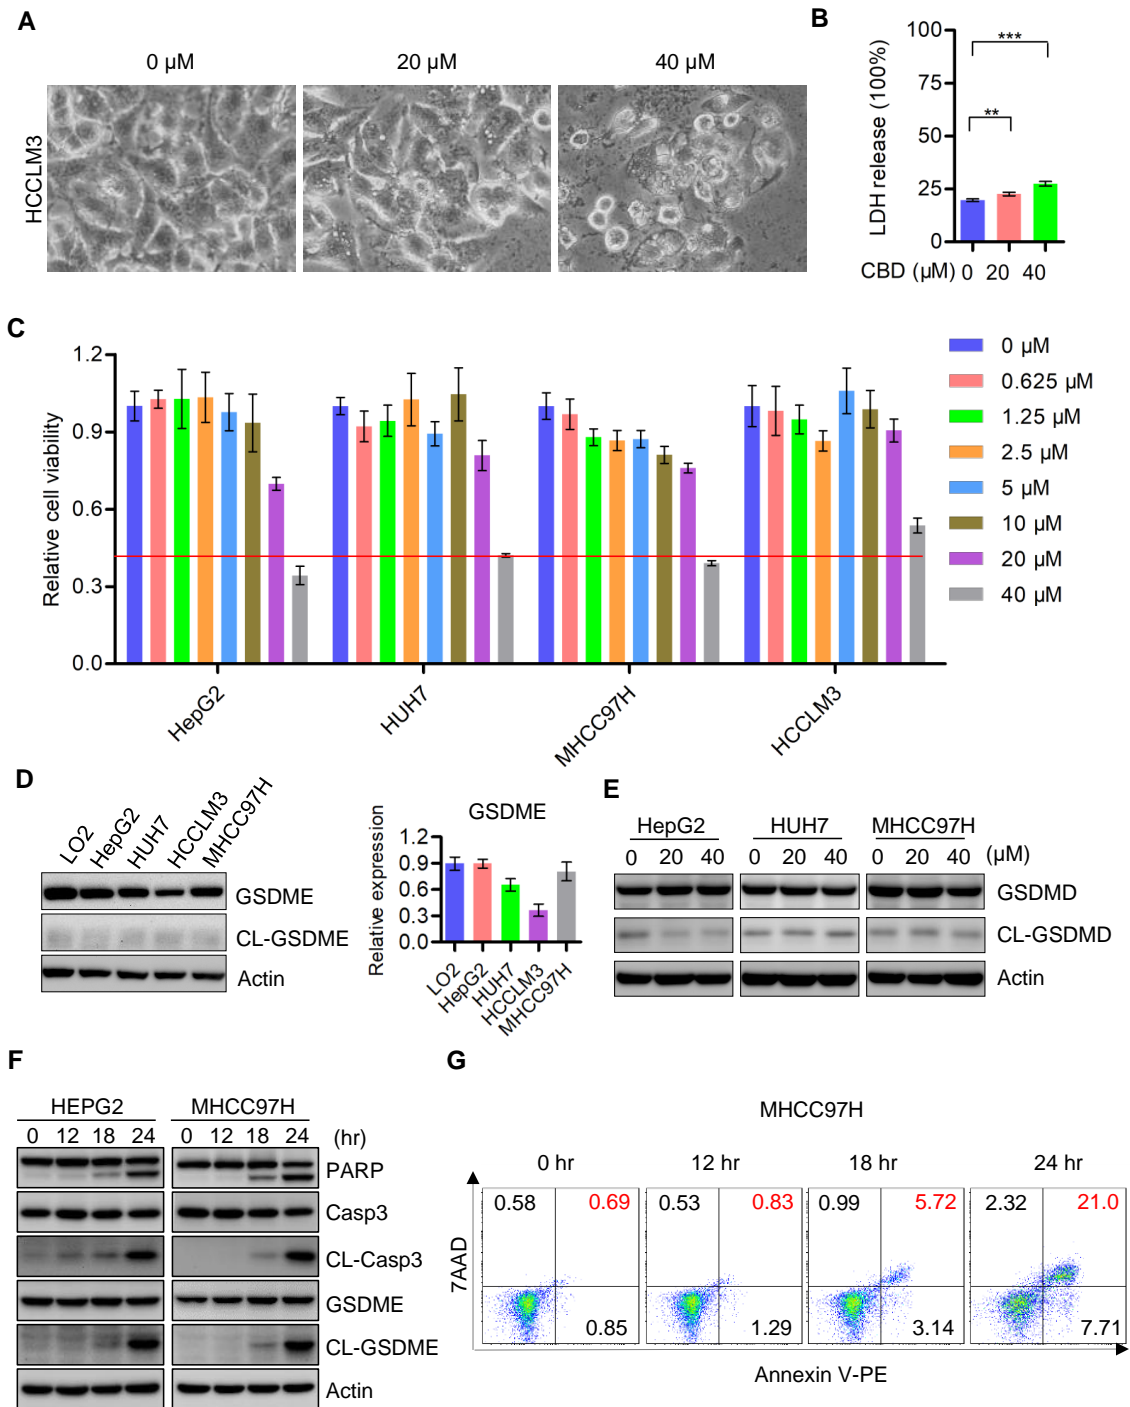 A
0 µM 20 µM 40 µM
HCCLM3
B
***
**
LDH release (100%)
100
75
50
25
0
CBD (µM) 0 20 40
C
Relative cell viability
1.2
0.9
0.6
0.3
0.0
HepG2
HUH7
MHCC97H
HCCLM3
0 µM
0.625 µM
1.25 µM
2.5 µM
5 µM
10 µM
20 µM
40 µM
D
LO2
HepG2
HUH7
HCCLM3
MHCC97H
GSDME
CL-GSDME
Actin
GSDME
Relative expression
1.2
0.9
0.6
0.3
0.0
LO2
HepG2
HUH7
HCCLM3
MHCC97H
E
HepG2 HUH7 MHCC97H
0 20 40 0 20 40 0 20 40 (µM)
GSDMD
CL-GSDMD
Actin
F
HEPG2 MHCC97H
0 12 18 24 0 12 18 24 (hr)
PARP
Casp3
CL-Casp3
GSDME
CL-GSDME
Actin
G
MHCC97H
0 hr 12 hr 18 hr 24 hr
7AAD
0.58 0.69 0.53 0.83 0.99 5.72 2.32 21.0
0.85 1.29 3.14 7.71
Annexin V-PE